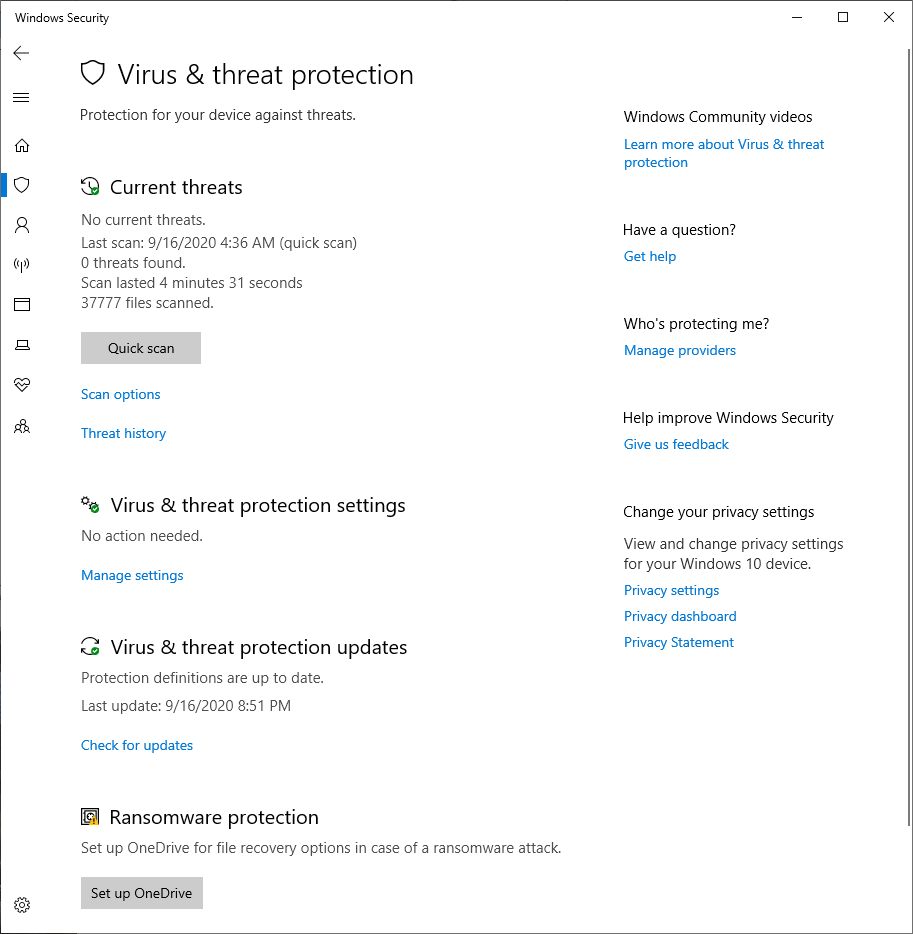 Windows Security
Virus & threat protection
Protection for your device against threats.
Current threats
No current threats.
Last scan: 9/16/2020 4:36 AM (quick scan)
0 threats found.
Scan lasted 4 minutes 31 seconds
37777 files scanned.
Quick scan
Scan options
Threat history
Virus & threat protection settings
No action needed.
Manage settings
Virus & threat protection updates
Protection definitions are up to date.
Last update: 9/16/2020 8:51 PM
Check for updates
Ransomware protection
Set up OneDrive for file recovery options in case of a ransomware attack.
Set up OneDrive
Windows Community videos
Learn more about Virus & threat
protection
Have a question?
Get help
Who's protecting me?
Manage providers
Help improve Windows Security
Give us feedback
Change your privacy settings
View and change privacy settings
for your Windows 10 device.
Privacy settings
Privacy dashboard
Privacy Statement